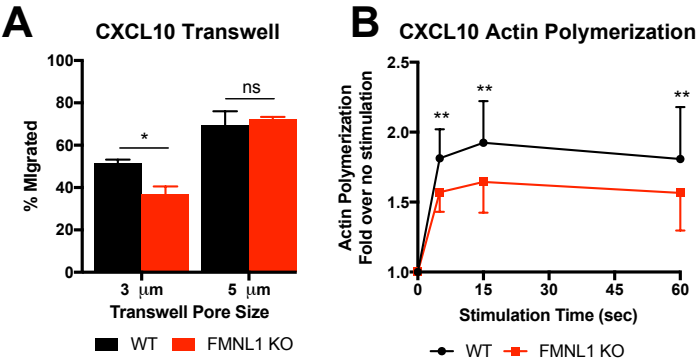 A
CXCL10 Transwell
% Migrated
100
80
60
40
20
0
*
ns
3 μm
5 μm
Transwell Pore Size
WT
FMNL1 KO
B
CXCL10 Actin Polymerization
Actin Polymerization
Fold over no stimulation
2.5
2.0
1.5
1.0
**
**
**
0
15
30
45
60
Stimulation Time (sec)
WT
FMNL1 KO